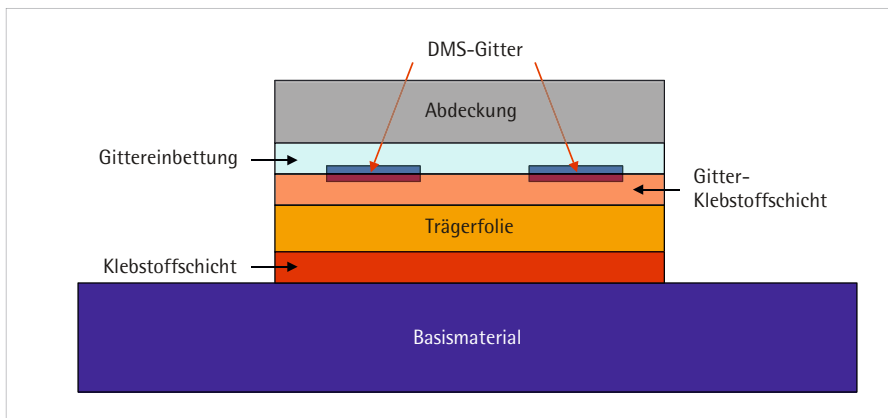 DMS-Gitter
Abdeckung
Gittereinbettung
Gitter-
Klebstoffschicht
Trägerfolie
Klebstoffschicht
Basismaterial